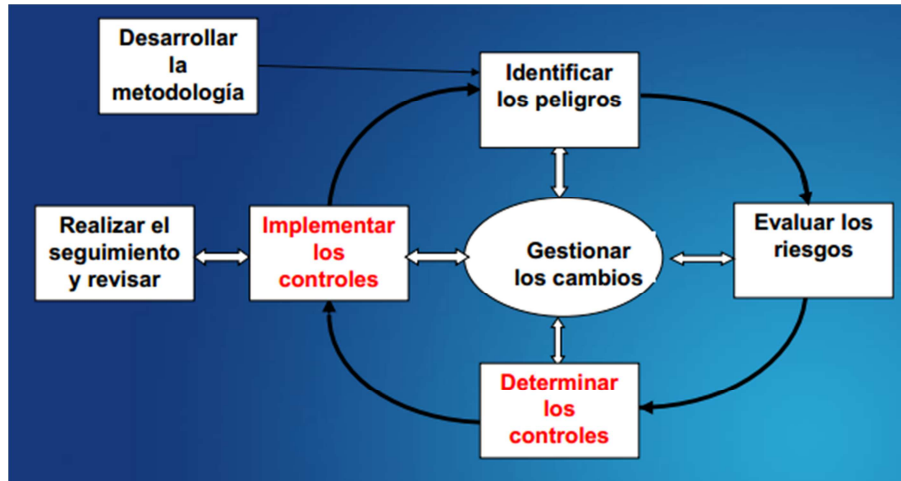 Desarrollar
la
metodología
Identificar
los peligros
Realizar el
seguimiento
y revisar
Implementar
los
controles
Gestionar
los cambios
Evaluar los
riesgos
Determinar
los
controles